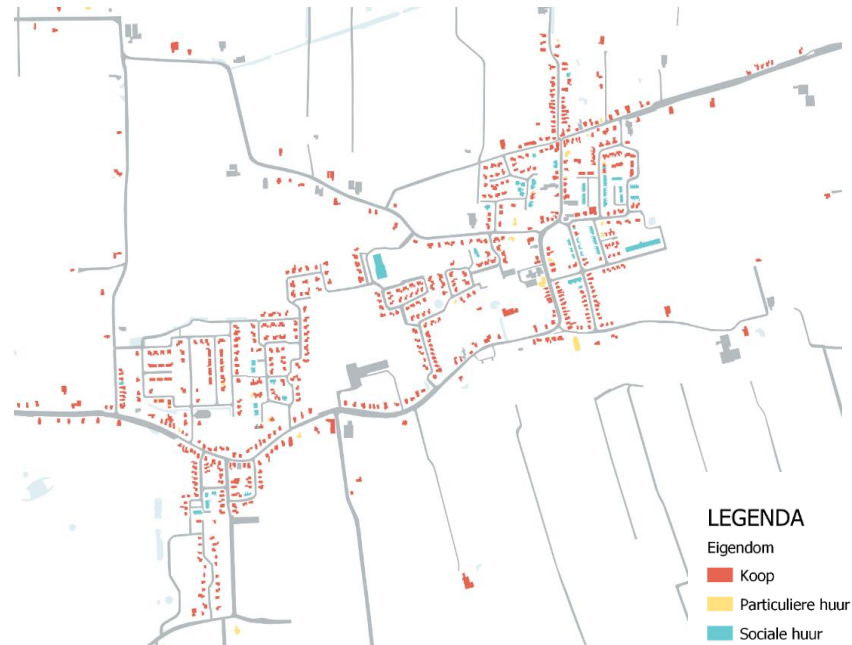 LEGENDA
Eigendom
Koop
Particuliere huur
Sociale huur